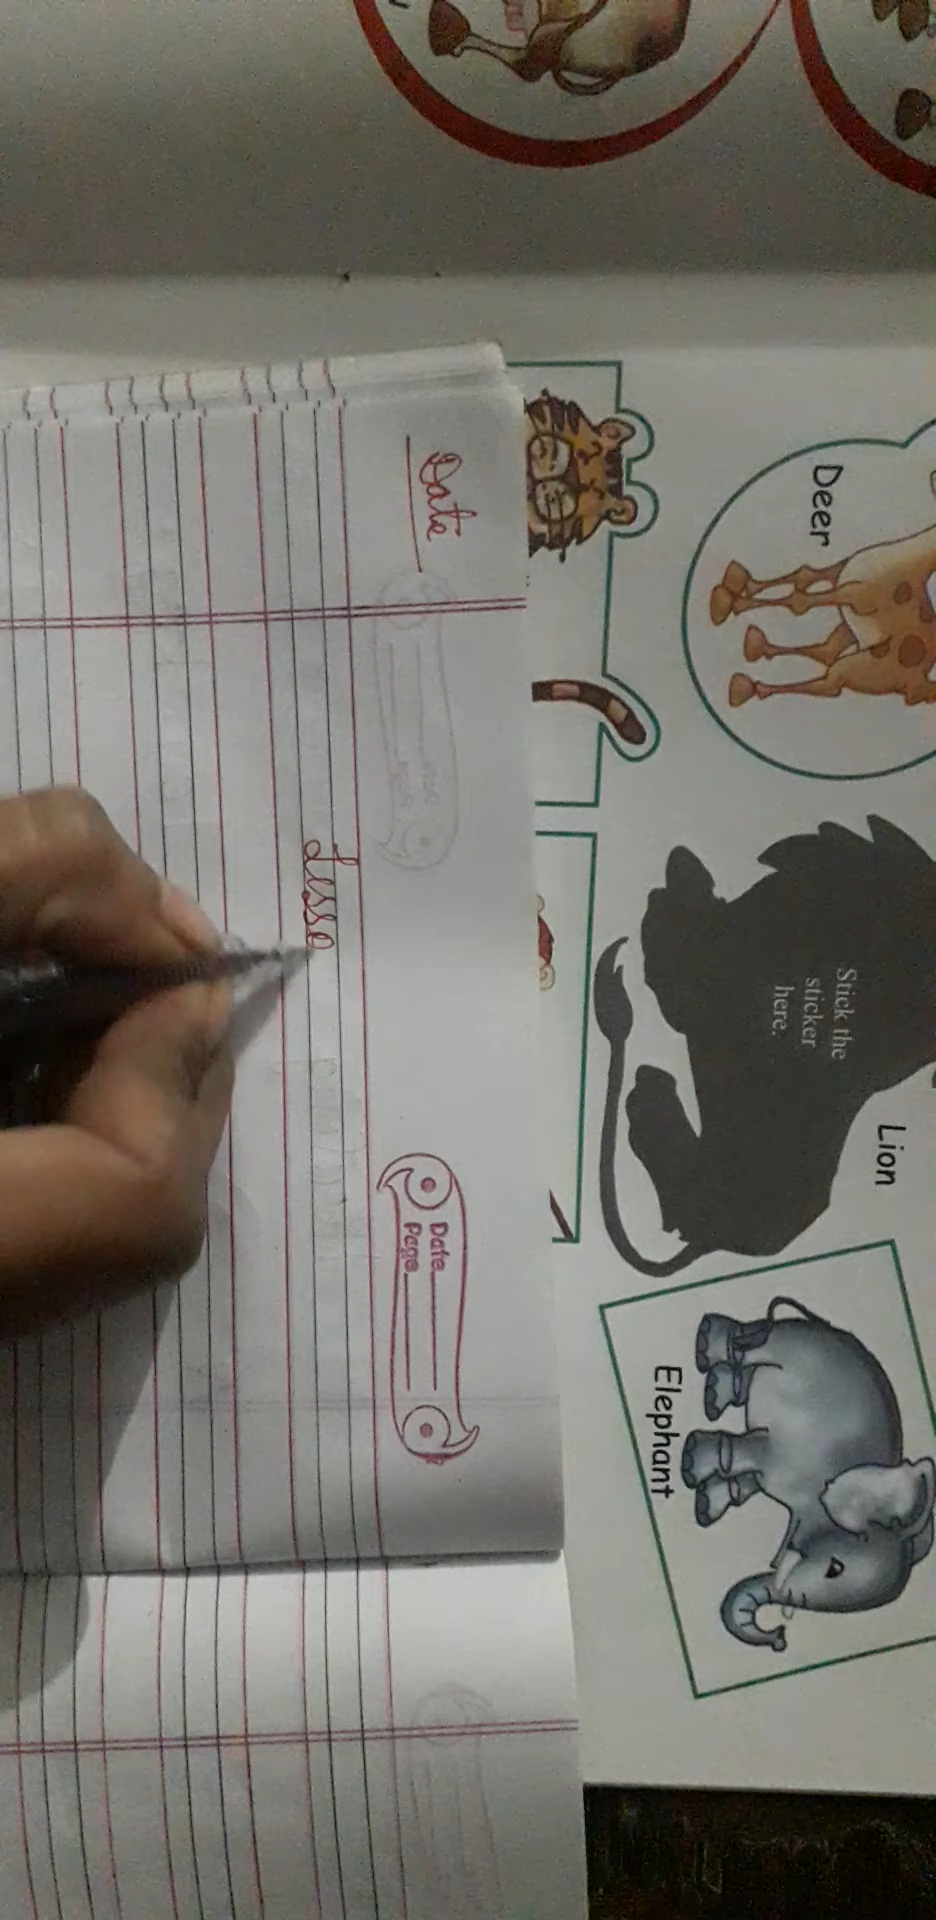 Deer
Stick the
sticker
here.
Lion
Elephant
Date
Date
Page
Lesso